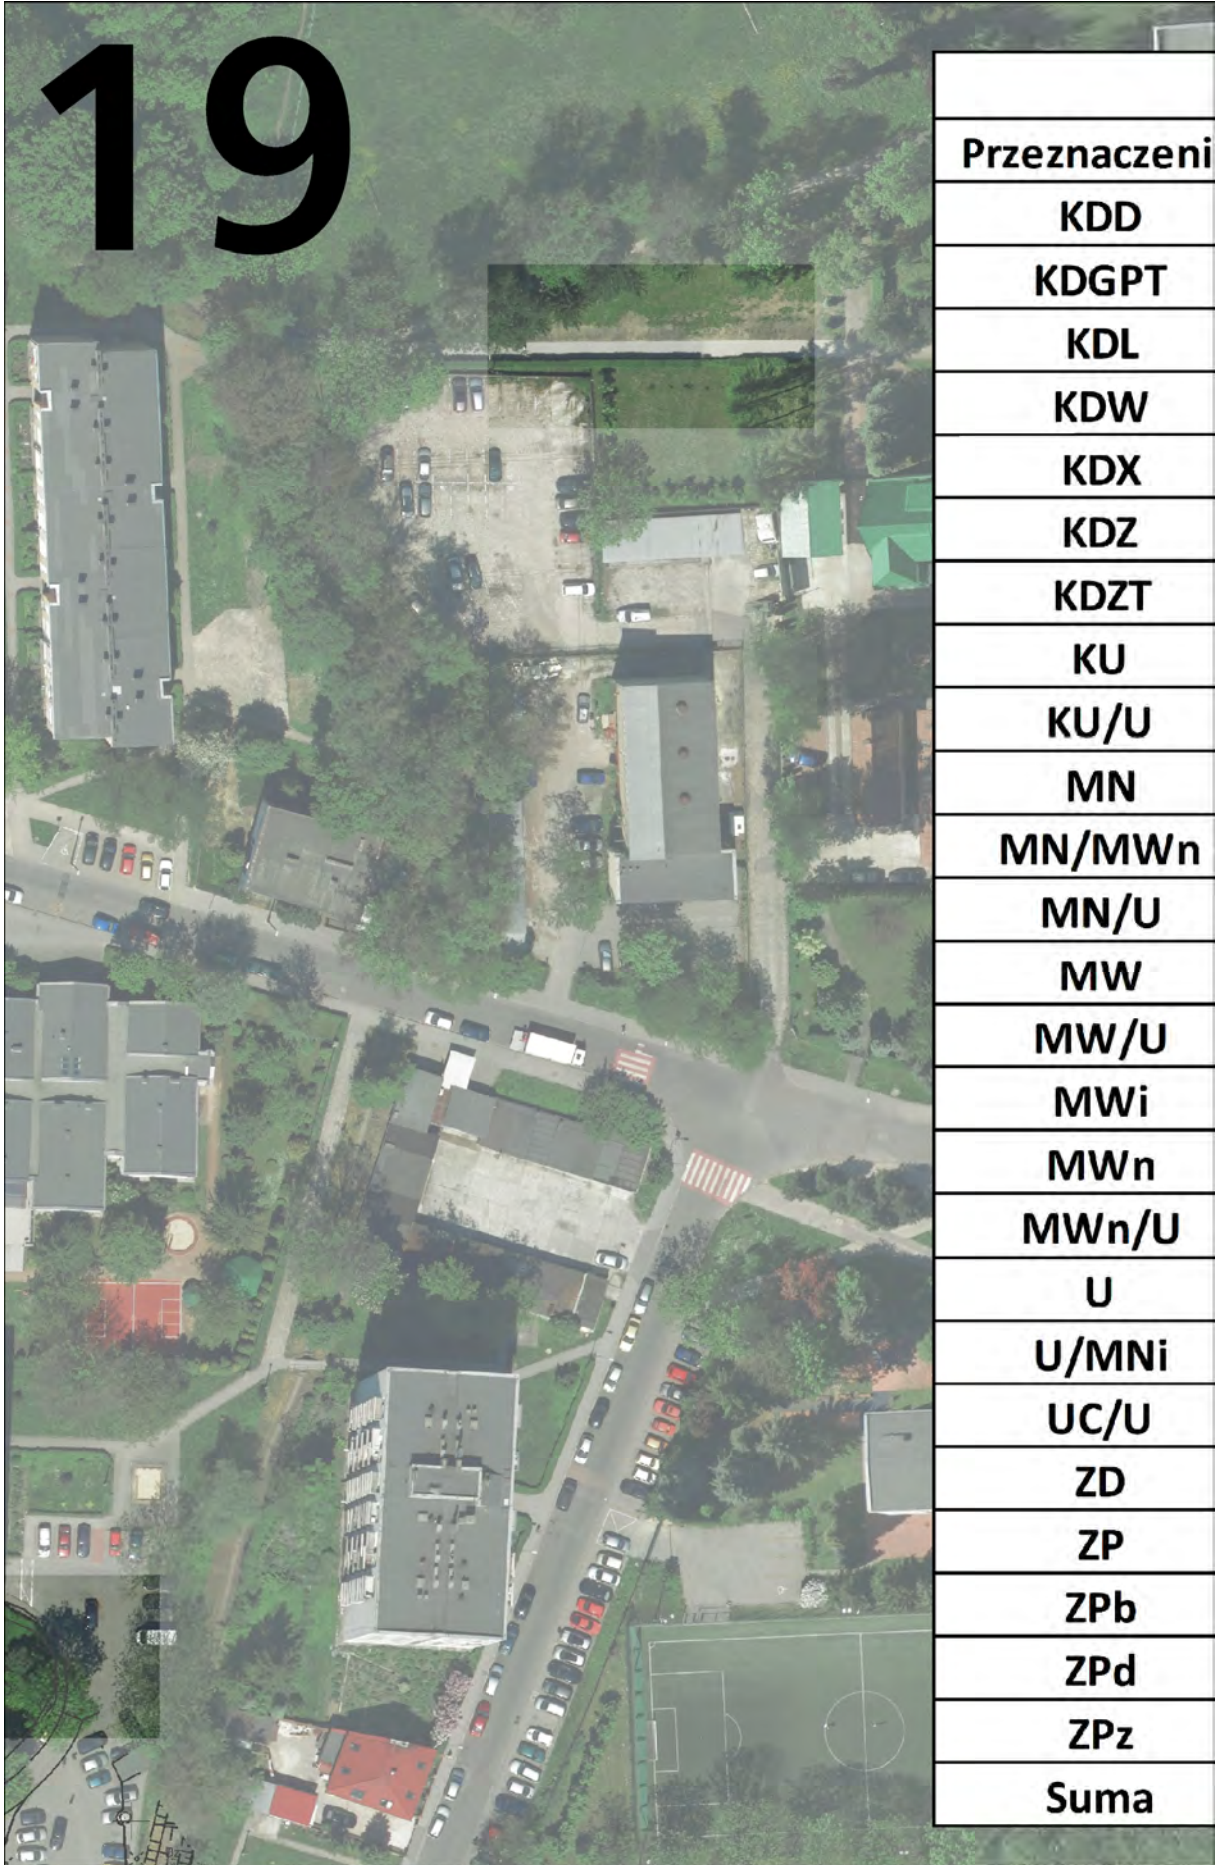 19
Przeznaczeni
KDD
KDGPT
KDL
KDW
KDX
KDZ
KDZT
KU
KU/U
MN
MN/MWn
MN/U
MW
MW/U
MWi
MWn
MWn/U
U
U/MNi
UC/U
ZD
ZP
ZPb
ZPd
ZPz
Suma